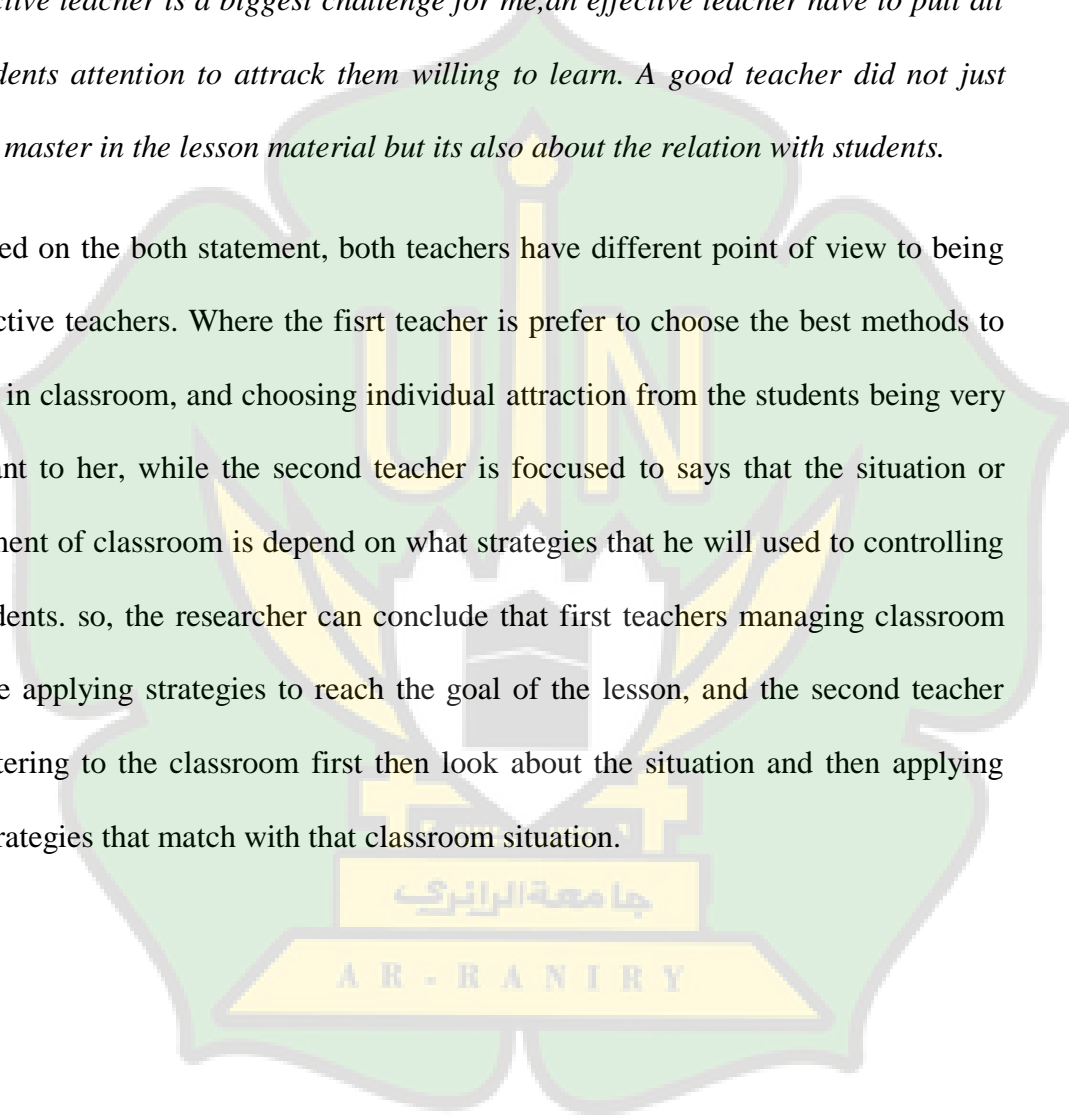 ctive teacher is a biggest challenge for me,an effective teacher have to pull all
dents attention to attrack them willing to learn. A good teacher did not just
master in the lesson material but its also about the relation with students.
ed on the both statement, both teachers have different point of view to being
ctive teachers. Where the fisrt teacher is prefer to choose the best methods to
in classroom, and choosing individual attraction from the students being very
ant to her, while the second teacher is foccused to says that the situation or
ment of classroom is depend on what strategies that he will used to controlling
dents. so, the researcher can conclude that first teachers managing classroom
e applying strategies to reach the goal of the lesson, and the second teacher
tering to the classroom first then look about the situation and then applying
rategies that match with that classroom situation.
UIN
جامعةالرانري
AR-RANIRY